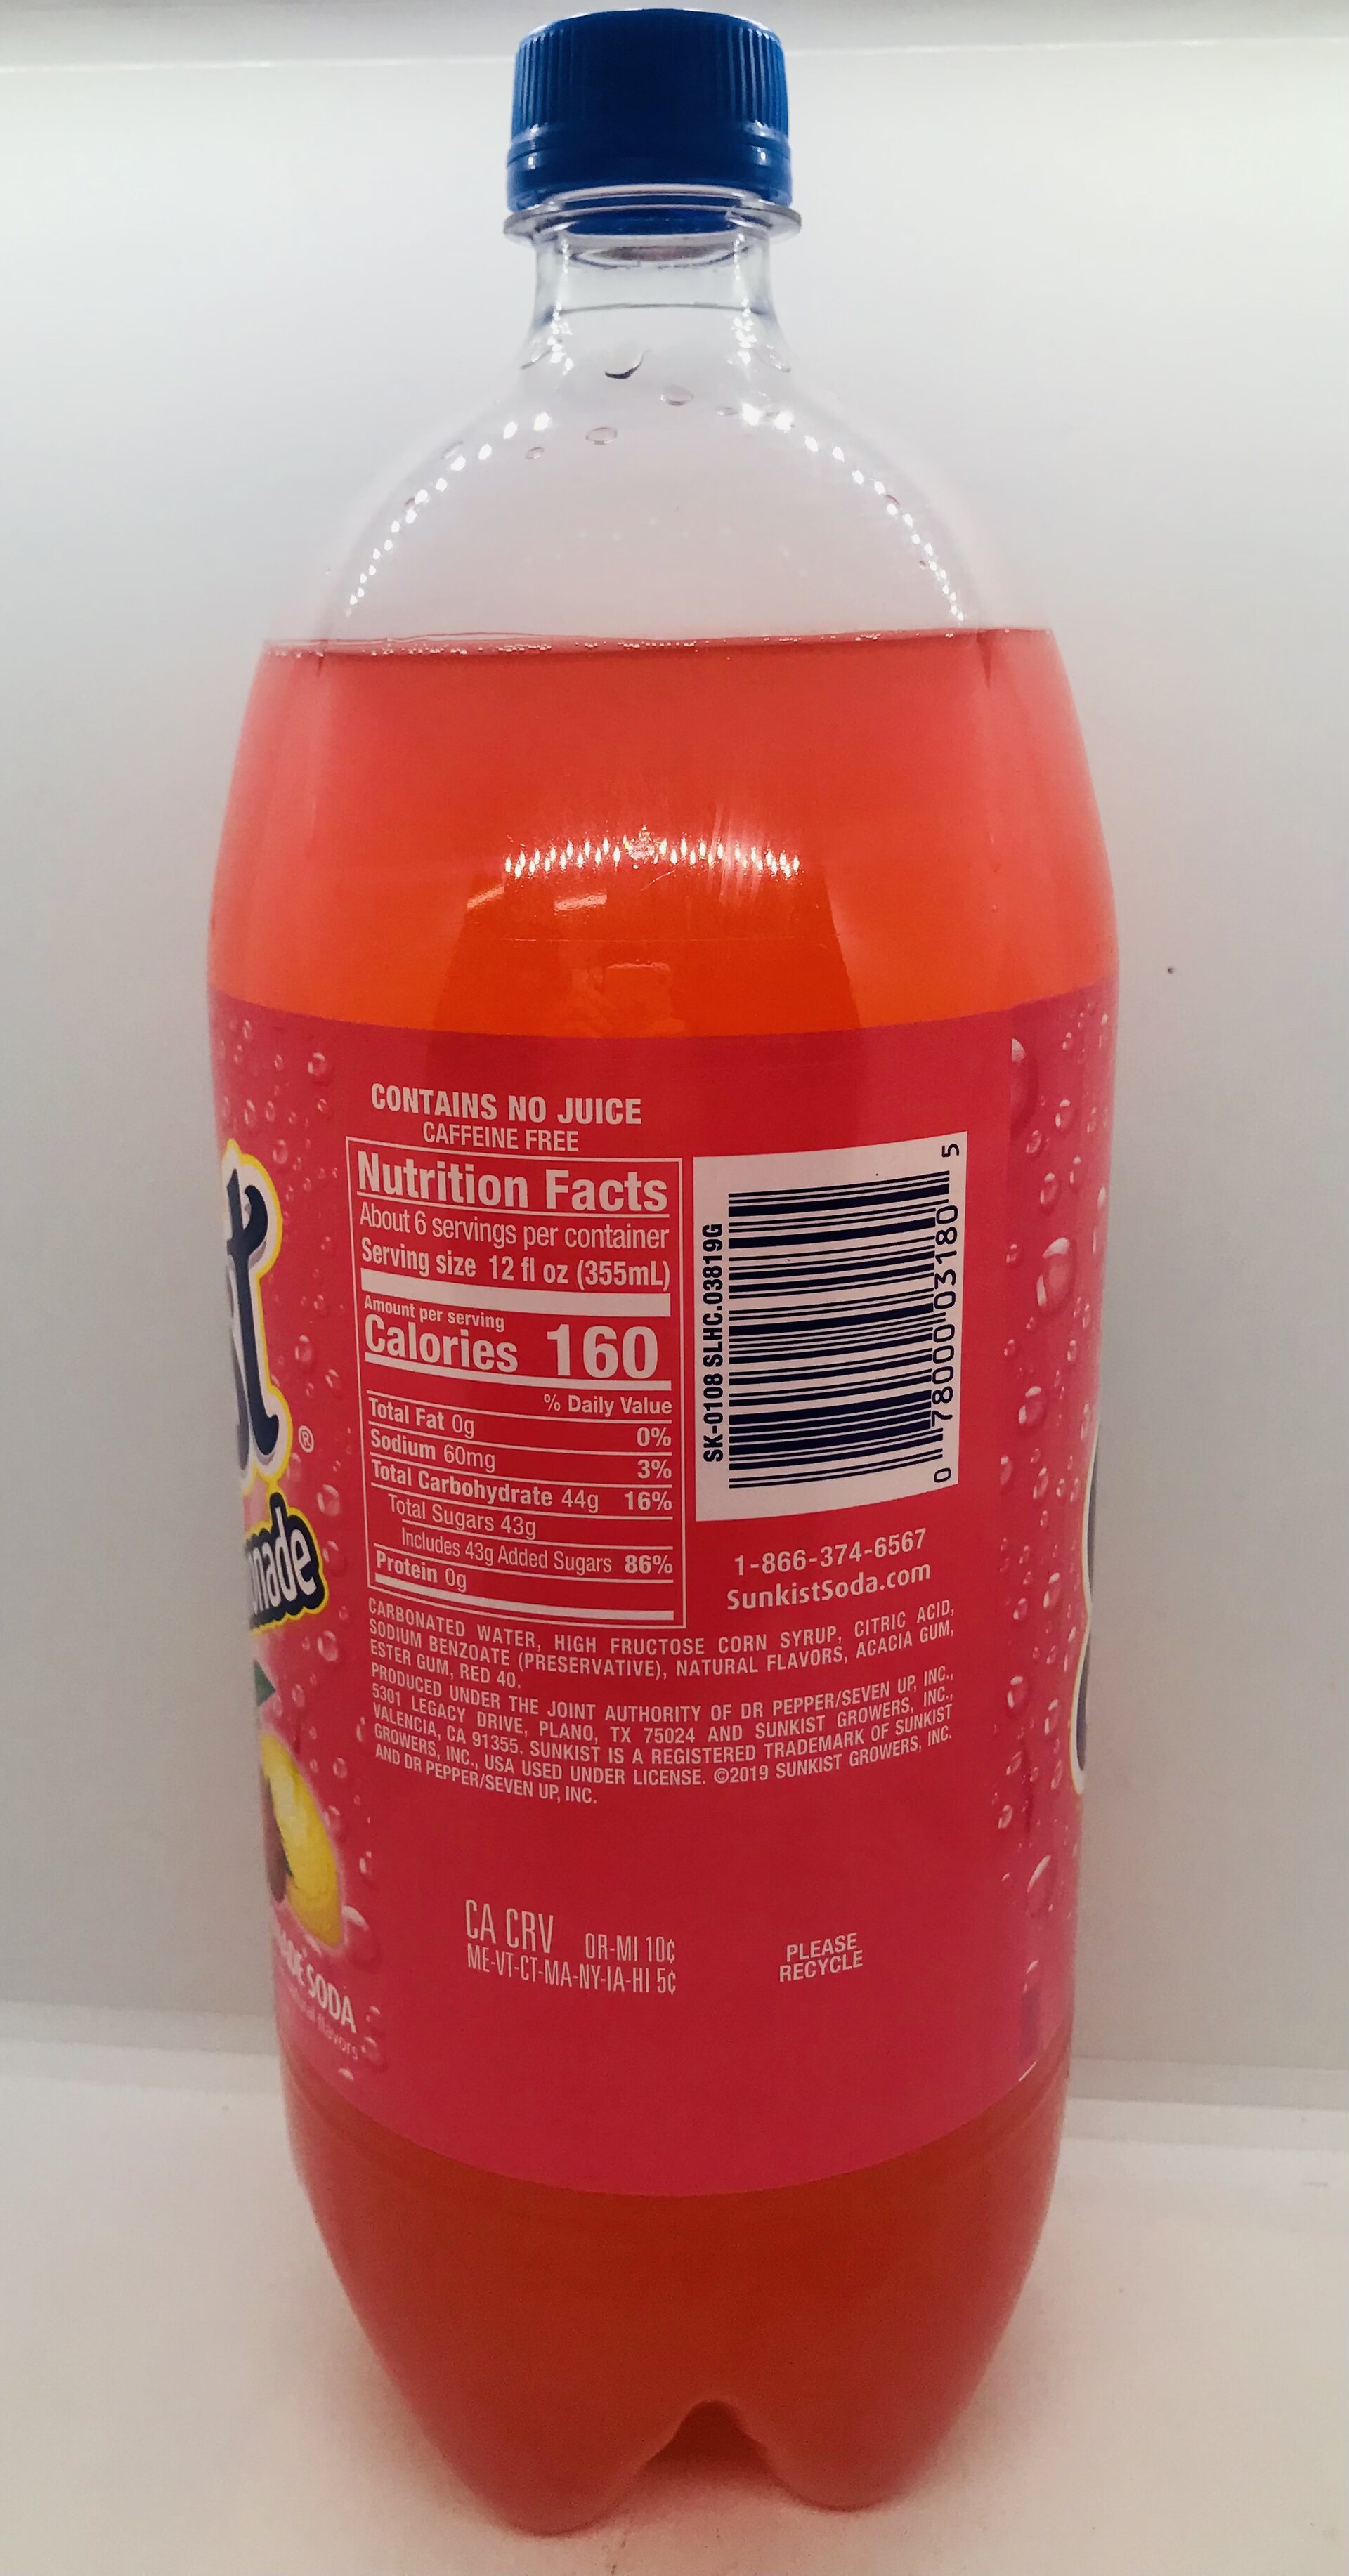 CONTAINS NO JUICE
CAFFEINE FREE
Nutrition Facts
About 6 servings per container
Serving size 12 fl oz (355mL)
Amount per serving
Calories 160
% Daily Value
Total Fat 0g 0%
Sodium 60mg 3%
Total Carbohydrate 44g 16%
Total Sugars 43g
Includes 43g Added Sugars 86%
Protein 0g
SK-0108 SLHC.03819G
0 78000 03180 5
1-866-374-6567
SunkistSoda.com
CARBONATED WATER, HIGH FRUCTOSE CORN SYRUP, CITRIC ACID,
SODIUM BENZOATE (PRESERVATIVE), NATURAL FLAVORS, ACACIA GUM,
ESTER GUM, RED 40.
PRODUCED UNDER THE JOINT AUTHORITY OF DR PEPPER/SEVEN UP, INC.,
5301 LEGACY DRIVE, PLANO, TX 75024 AND SUNKIST GROWERS, INC.,
VALENCIA, CA 91355. SUNKIST IS A REGISTERED TRADEMARK OF SUNKIST
GROWERS, INC., USA USED UNDER LICENSE. ©2019 SUNKIST GROWERS, INC.
AND DR PEPPER/SEVEN UP, INC.
CA CRV OR-MI 10¢
ME-VT-CT-MA-NY-IA-HI 5¢
PLEASE
RECYCLE
®
SODA
flavors